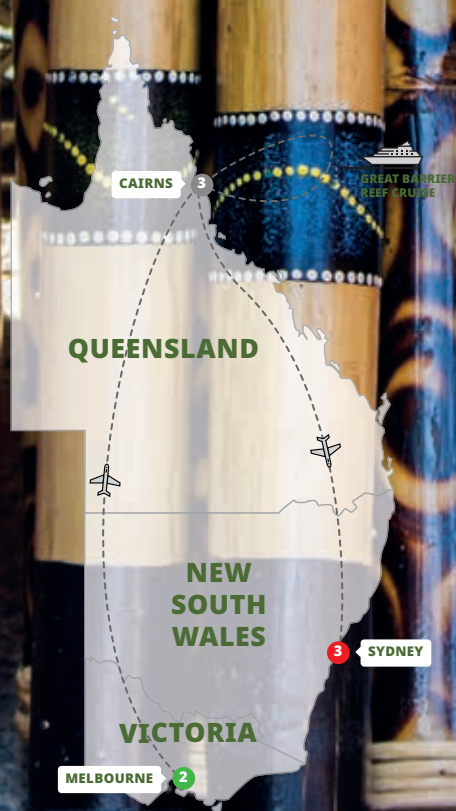 CAIRNS
3
GREAT BARRIER
REEF CRUISE
QUEENSLAND
NEW
SOUTH
WALES
3
SYDNEY
VICTORIA
MELBOURNE
2